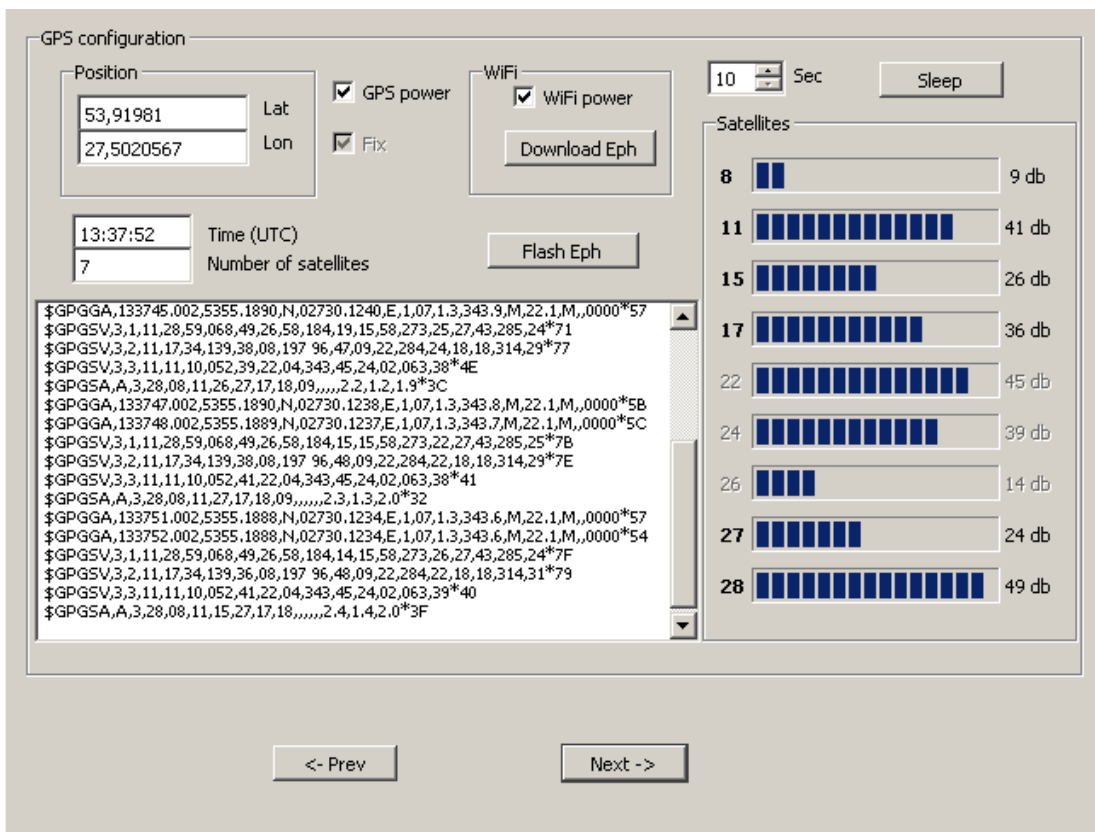 GPS configuration
Position
53,91981 Lat
27,5020567 Lon
GPS power
Fix
WiFi
WiFi power
Download Eph
10 Sec
Sleep
13:37:52 Time (UTC)
7 Number of satellites
Flash Eph
$GPGGA,133745.002,5355.1890,N,02730.1240,E,1,07,1.3,343.9,M,22.1,M,,0000*57
$GPGSV,3,1,11,28,59,068,49,26,58,184,19,15,58,273,25,27,43,285,24*71
$GPGSV,3,2,11,17,34,139,38,08,197 96,47,09,22,284,24,18,18,314,29*77
$GPGSV,3,3,11,11,10,052,39,22,04,343,45,24,02,063,38*4E
$GPGSA,A,3,28,08,11,26,27,17,18,09,,,,,2.2,1.2,1.9*3C
$GPGGA,133747.002,5355.1890,N,02730.1238,E,1,07,1.3,343.8,M,22.1,M,,0000*5B
$GPGGA,133748.002,5355.1889,N,02730.1237,E,1,07,1.3,343.7,M,22.1,M,,0000*5C
$GPGSV,3,1,11,28,59,068,49,26,58,184,15,15,58,273,22,27,43,285,25*7B
$GPGSV,3,2,11,17,34,139,38,08,197 96,48,09,22,284,22,18,18,314,29*7E
$GPGSV,3,3,11,11,10,052,41,22,04,343,45,24,02,063,38*41
$GPGSA,A,3,28,08,11,27,17,18,09,,,,,,2.3,1.3,2.0*32
$GPGGA,133751.002,5355.1888,N,02730.1234,E,1,07,1.3,343.6,M,22.1,M,,0000*57
$GPGGA,133752.002,5355.1888,N,02730.1234,E,1,07,1.3,343.6,M,22.1,M,,0000*54
$GPGSV,3,1,11,28,59,068,49,26,58,184,14,15,58,273,26,27,43,285,24*7F
$GPGSV,3,2,11,17,34,139,36,08,197 96,48,09,22,284,22,18,18,314,31*79
$GPGSV,3,3,11,11,10,052,41,22,04,343,45,24,02,063,39*40
$GPGSA,A,3,28,08,11,15,27,17,18,,,,,,2.4,1.4,2.0*3F
Satellites
8 9 db
11 41 db
15 26 db
17 36 db
22 45 db
24 39 db
26 14 db
27 24 db
28 49 db
<- Prev
Next ->